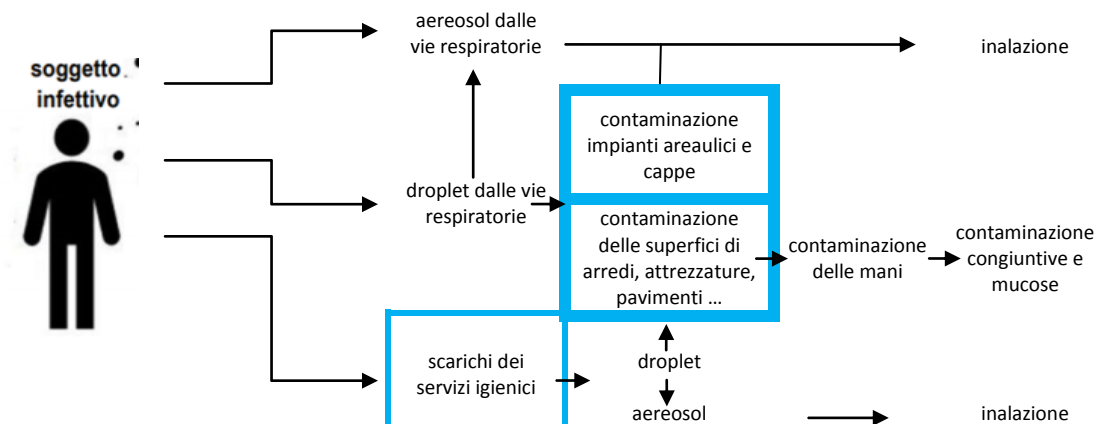 aereosol dalle
vie respiratorie
inalazione
soggetto
infettivo
contaminazione
impianti areaulici e
cappe
droplet dalle vie
respiratorie
contaminazione
delle superfici di
arredi, attrezzature,
pavimenti ...
contaminazione
delle mani
contaminazione
congiuntive e
mucose
scarichi dei
servizi igienici
droplet
aereosol
inalazione